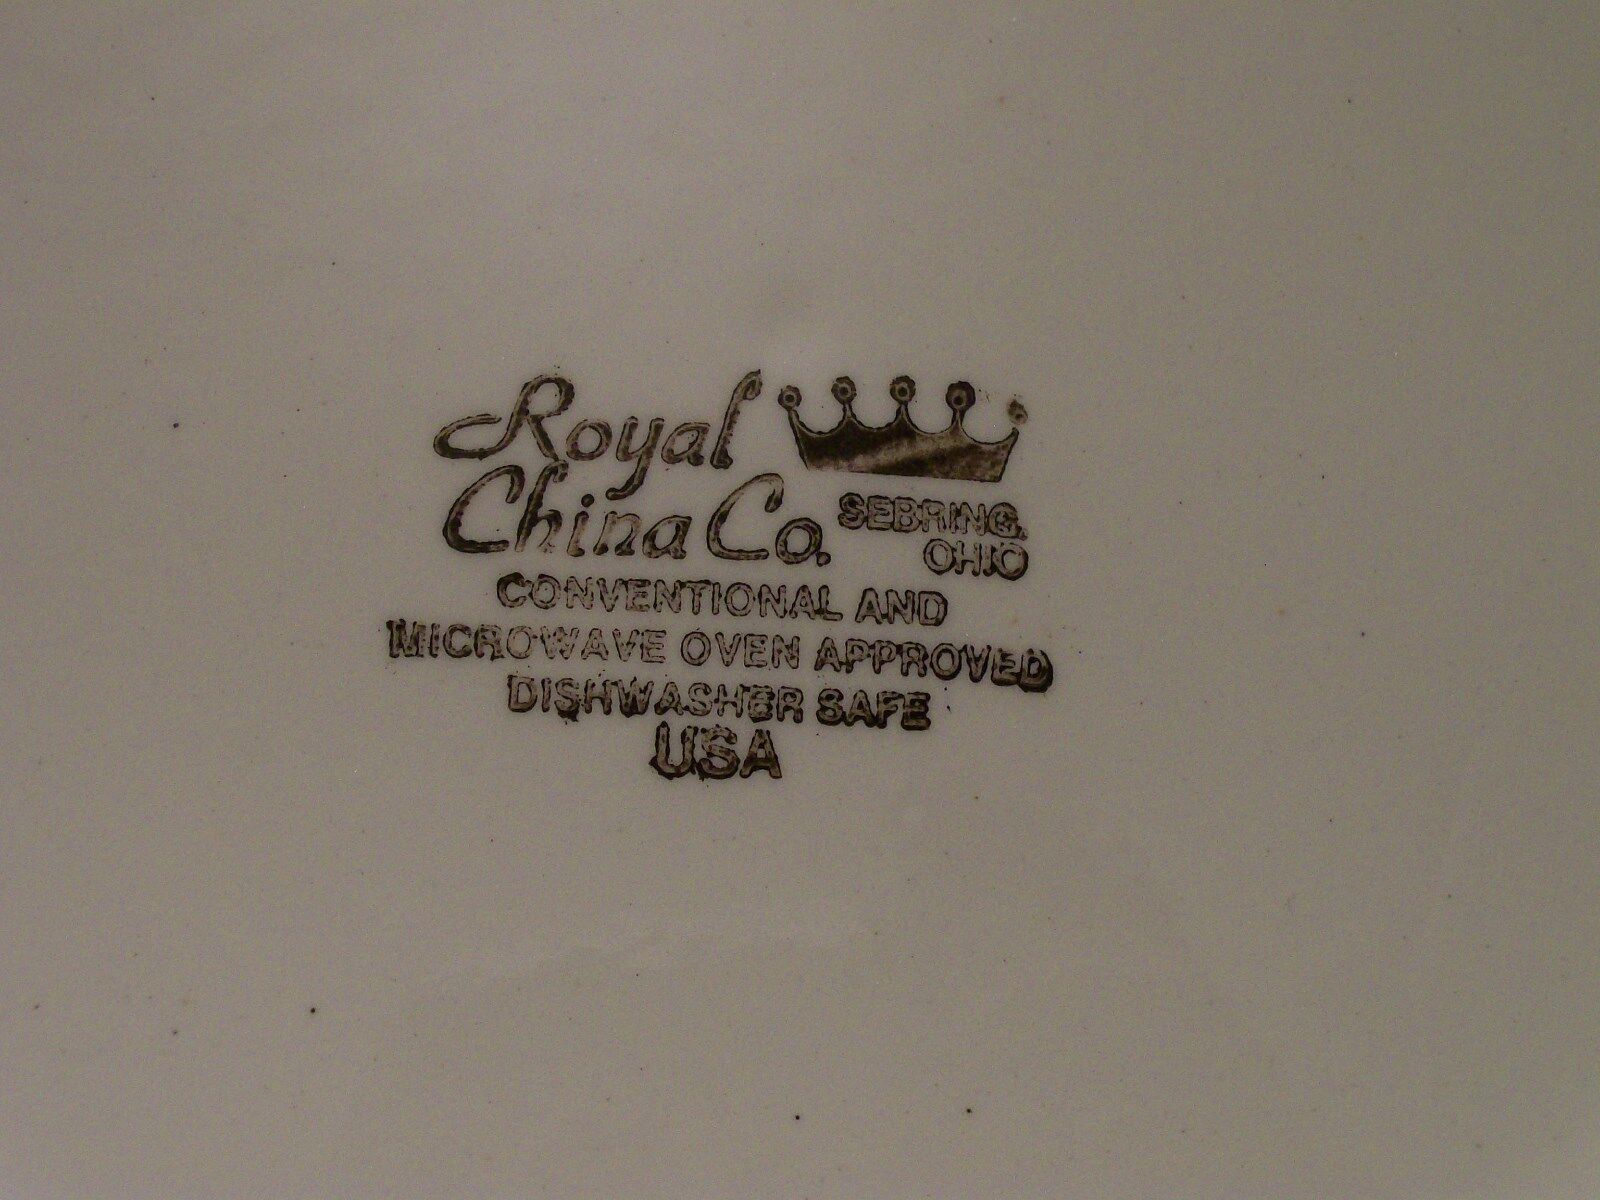 Royal
China Co.
SEBRING,
OHIO
CONVENTIONAL AND
MICROWAVE OVEN APPROVED
DISHWASHER SAFE
USA